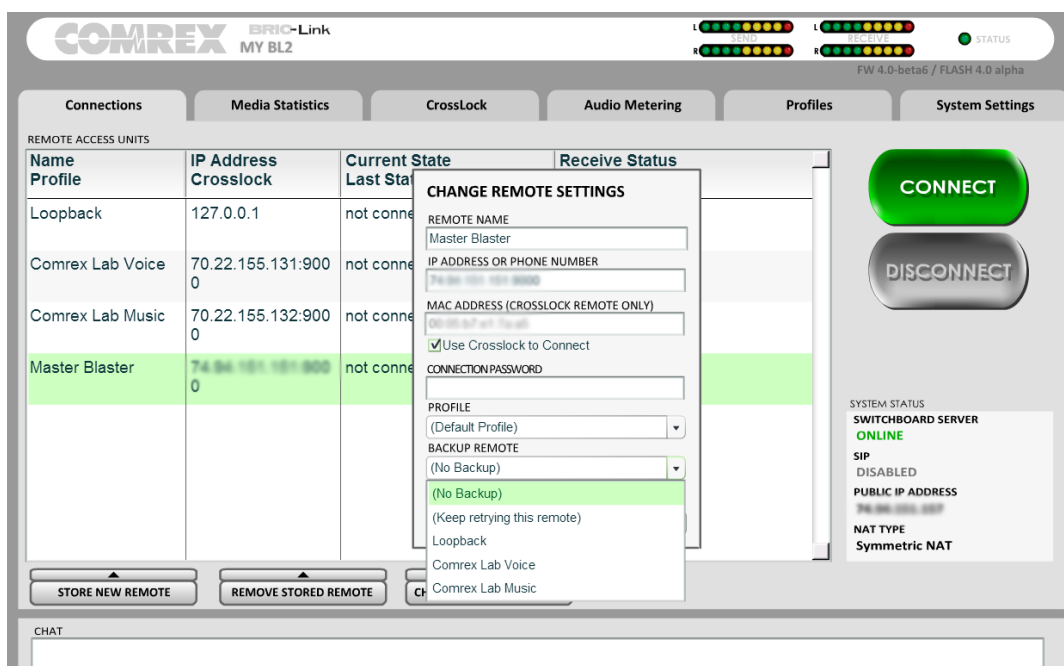 COMREX BRIC-Link
MY BL2
L SEND R
L RECEIVE R
STATUS
FW 4.0-beta6 / FLASH 4.0 alpha
Connections
Media Statistics
CrossLock
Audio Metering
Profiles
System Settings
REMOTE ACCESS UNITS
Name
Profile
IP Address
Crosslock
Current State
Last Stat
Receive Status
Loopback
127.0.0.1
not conne
Comrex Lab Voice
70.22.155.131:900
0
not conne
Comrex Lab Music
70.22.155.132:900
0
not conne
Master Blaster
0
not conne
CHANGE REMOTE SETTINGS
REMOTE NAME
Master Blaster
IP ADDRESS OR PHONE NUMBER
MAC ADDRESS (CROSSLOCK REMOTE ONLY)
Use Crosslock to Connect
CONNECTION PASSWORD
PROFILE
(Default Profile)
BACKUP REMOTE
(No Backup)
(No Backup)
(Keep retrying this remote)
Loopback
Comrex Lab Voice
Comrex Lab Music
CONNECT
DISCONNECT
SYSTEM STATUS
SWITCHBOARD SERVER
ONLINE
SIP
DISABLED
PUBLIC IP ADDRESS
NAT TYPE
Symmetric NAT
STORE NEW REMOTE
REMOVE STORED REMOTE
CH
CHAT